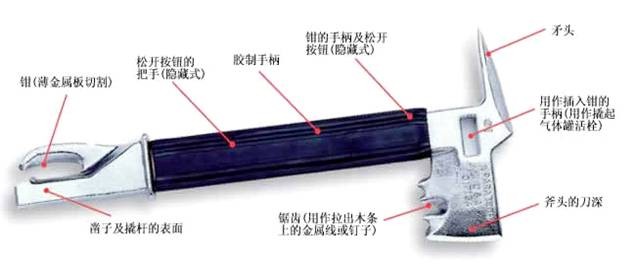 钳(薄金属板切割)
松开按钮的
把手(隐藏式)
胶制手柄
钳的手柄及松开
按钮(隐藏式)
矛头
用作插入钳的
手柄(用作撬起
气体罐活栓)
斧头的刀深
锯齿(用作拉出木条
上的金属线或钉子)
凿子及撬杆的表面